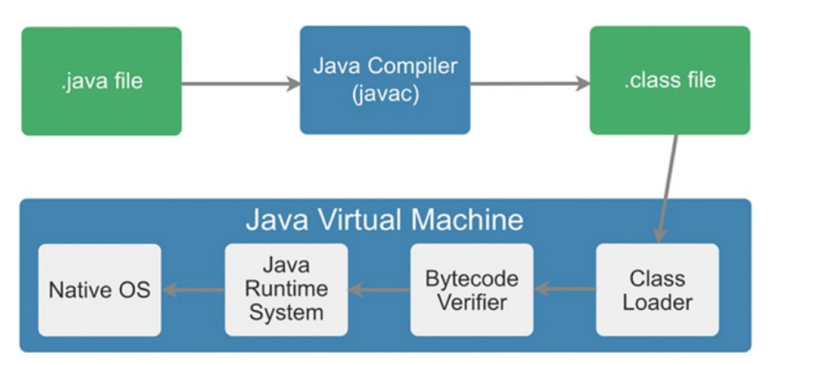 .java file
Java Compiler
(javac)
.class file
Java Virtual Machine
Native OS
Java
Runtime
System
Bytecode
Verifier
Class
Loader